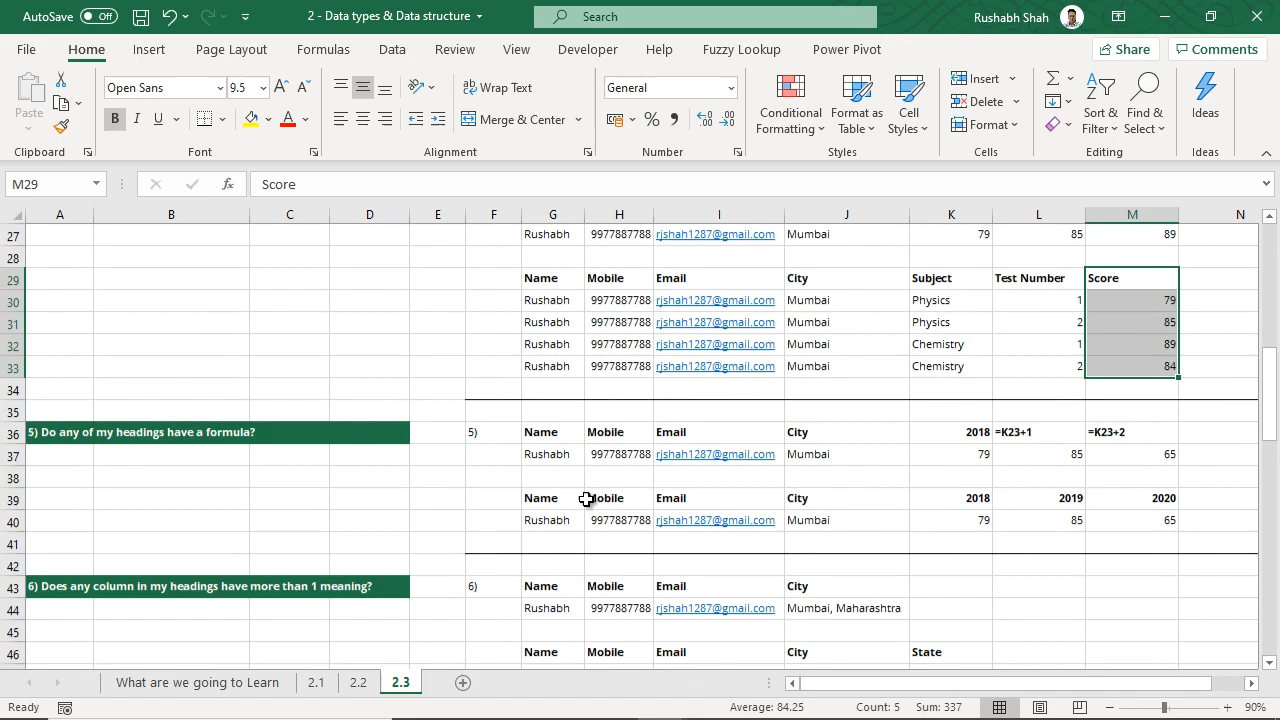 AutoSave Off 2 - Data types & Data structure Search Rushabh Shah
File Home Insert Page Layout Formulas Data Review View Developer Help Fuzzy Lookup Power Pivot Share Comments
Paste Clipboard
Open Sans 9.5 B I U A Font
Wrap Text Merge & Center Alignment
General % Number
Conditional Formatting Format as Table Cell Styles Styles
Insert Delete Format Cells
Sort & Filter Find & Select Editing
Ideas Ideas
M29 fx Score
A B C D E F G H I J K L M N
27 Rushabh 9977887788 rjshah1287@gmail.com Mumbai 79 85 89
28
29 Name Mobile Email City Subject Test Number Score
30 Rushabh 9977887788 rjshah1287@gmail.com Mumbai Physics 1 79
31 Rushabh 9977887788 rjshah1287@gmail.com Mumbai Physics 2 85
32 Rushabh 9977887788 rjshah1287@gmail.com Mumbai Chemistry 1 89
33 Rushabh 9977887788 rjshah1287@gmail.com Mumbai Chemistry 2 84
34
35
36 5) Do any of my headings have a formula? 5) Name Mobile Email City 2018 =K23+1 =K23+2
37 Rushabh 9977887788 rjshah1287@gmail.com Mumbai 79 85 65
38
39 Name Mobile Email City 2018 2019 2020
40 Rushabh 9977887788 rjshah1287@gmail.com Mumbai 79 85 65
41
42
43 6) Does any column in my headings have more than 1 meaning? 6) Name Mobile Email City
44 Rushabh 9977887788 rjshah1287@gmail.com Mumbai, Maharashtra
45
46 Name Mobile Email City State
What are we going to Learn 2.1 2.2 2.3
Ready Average: 84.25 Count: 5 Sum: 337 90%